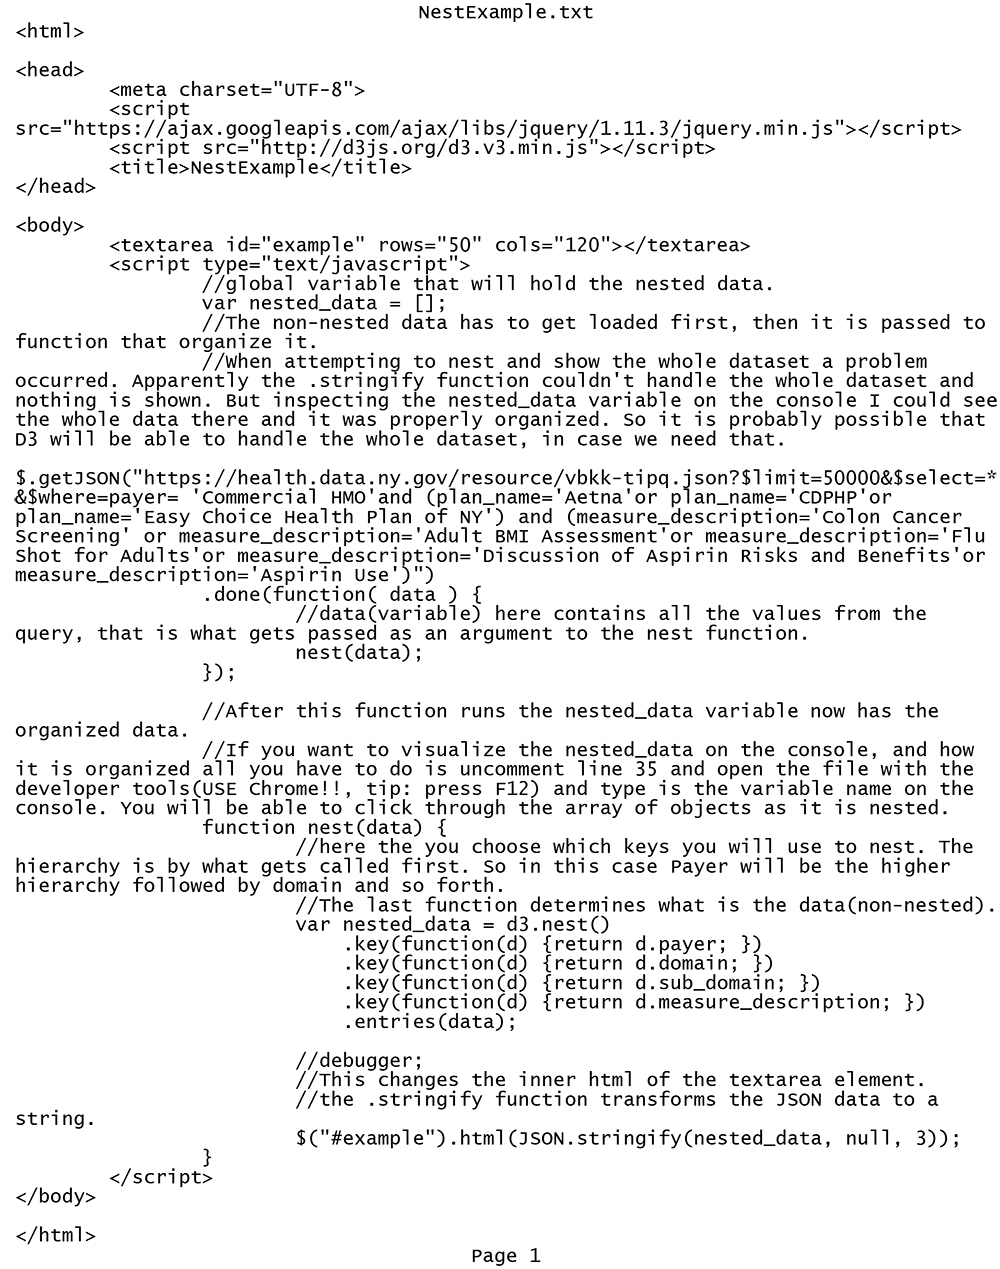 NestExample.txt
<html>

<head>
	<meta charset="UTF-8">
	<script
src="https://ajax.googleapis.com/ajax/libs/jquery/1.11.3/jquery.min.js"></script>
	<script src="http://d3js.org/d3.v3.min.js"></script>
	<title>NestExample</title>
</head>

<body>
	<textarea id="example" rows="50" cols="120"></textarea>
	<script type="text/javascript">
		//global variable that will hold the nested data.
		var nested_data = [];
		//The non-nested data has to get loaded first, then it is passed to
function that organize it.
		//When attempting to nest and show the whole dataset a problem
occurred. Apparently the .stringify function couldn't handle the whole dataset and
nothing is shown. But inspecting the nested_data variable on the console I could see
the whole data there and it was properly organized. So it is probably possible that
D3 will be able to handle the whole dataset, in case we need that.

$.getJSON("https://health.data.ny.gov/resource/vbkk-tipq.json?$limit=50000&$select=*
&$where=payer= 'Commercial HMO'and (plan_name='Aetna'or plan_name='CDPHP'or
plan_name='Easy Choice Health Plan of NY') and (measure_description='Colon Cancer
Screening' or measure_description='Adult BMI Assessment'or measure_description='Flu
Shot for Adults'or measure_description='Discussion of Aspirin Risks and Benefits'or
measure_description='Aspirin Use')")
		.done(function( data ) {
			//data(variable) here contains all the values from the
query, that is what gets passed as an argument to the nest function.
			nest(data);
		});

		//After this function runs the nested_data variable now has the
organized data.
		//If you want to visualize the nested_data on the console, and how
it is organized all you have to do is uncomment line 35 and open the file with the
developer tools(USE Chrome!!, tip: press F12) and type is the variable name on the
console. You will be able to click through the array of objects as it is nested.
		function nest(data) {
			//here the you choose which keys you will use to nest. The
hierarchy is by what gets called first. So in this case Payer will be the higher
hierarchy followed by domain and so forth.
			//The last function determines what is the data(non-nested).
			var nested_data = d3.nest()
			    .key(function(d) {return d.payer; })
			    .key(function(d) {return d.domain; })
			    .key(function(d) {return d.sub_domain; })
			    .key(function(d) {return d.measure_description; })
			    .entries(data);

			//debugger;
			//This changes the inner html of the textarea element.
			//the .stringify function transforms the JSON data to a
string.
			$("#example").html(JSON.stringify(nested_data, null, 3));
		}
	</script>
</body>

</html>
Page 1